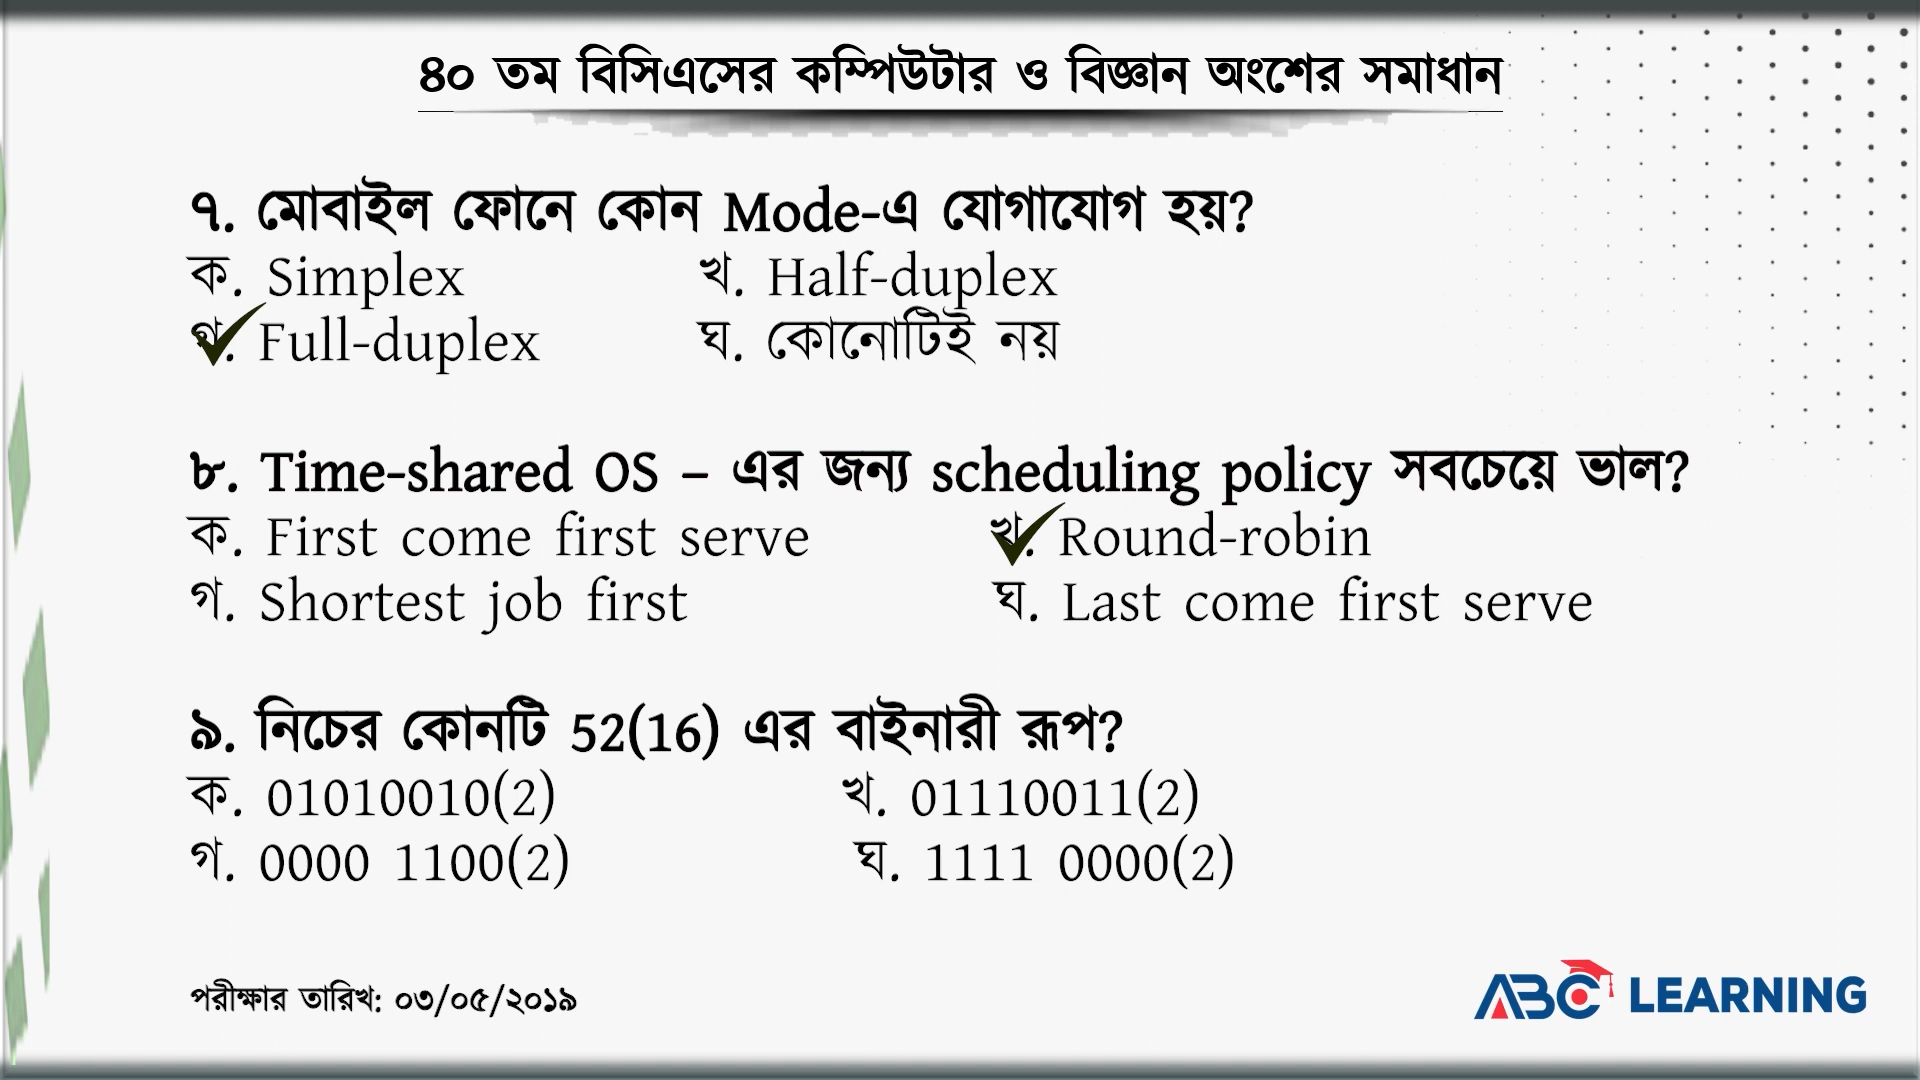 ৪০ তম বিসিএসের কম্পিউটার ও বিজ্ঞান অংশের সমাধান
৭. মোবাইল ফোনে কোন Mode-এ যোগাযোগ হয়?
ক. Simplex খ. Half-duplex
গ. Full-duplex ঘ. কোনোটিই নয়
৮. Time-shared OS – এর জন্য scheduling policy সবচেয়ে ভাল?
ক. First come first serve খ. Round-robin
গ. Shortest job first ঘ. Last come first serve
৯. নিচের কোনটি 52(16) এর বাইনারী রূপ?
ক. 01010010(2) খ. 01110011(2)
গ. 0000 1100(2) ঘ. 1111 0000(2)
পরীক্ষার তারিখ: ০৩/০৫/২০১৯
ABC LEARNING